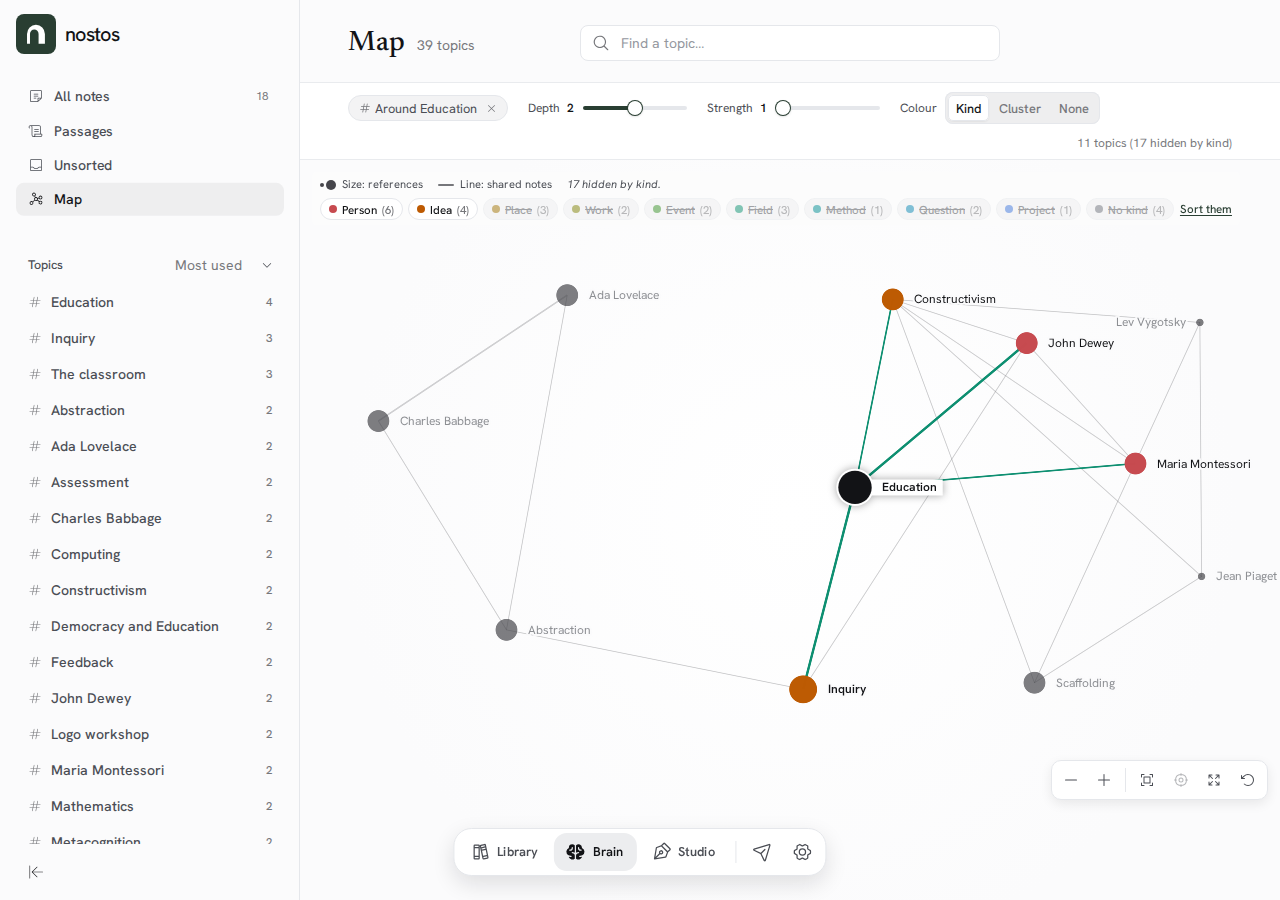 nostos
All notes 18
Passages
Unsorted
Map
Topics Most used
# Education 4
# Inquiry 3
# The classroom 3
# Abstraction 2
# Ada Lovelace 2
# Assessment 2
# Charles Babbage 2
# Computing 2
# Constructivism 2
# Democracy and Education 2
# Feedback 2
# John Dewey 2
# Logo workshop 2
# Maria Montessori 2
# Mathematics 2
# Metacognition 2
Map 39 topics
Find a topic...
# Around Education Depth 2 Strength 1 Colour Kind Cluster None
11 topics (17 hidden by kind)
Size: references Line: shared notes 17 hidden by kind.
Person (6) Idea (4) Place (3) Work (2) Event (2) Field (3) Method (1) Question (2) Project (1) No kind (4) Sort them
Ada Lovelace
Constructivism
Lev Vygotsky
John Dewey
Charles Babbage
Maria Montessori
Education
Jean Piaget
Abstraction
Scaffolding
Inquiry
Library Brain Studio